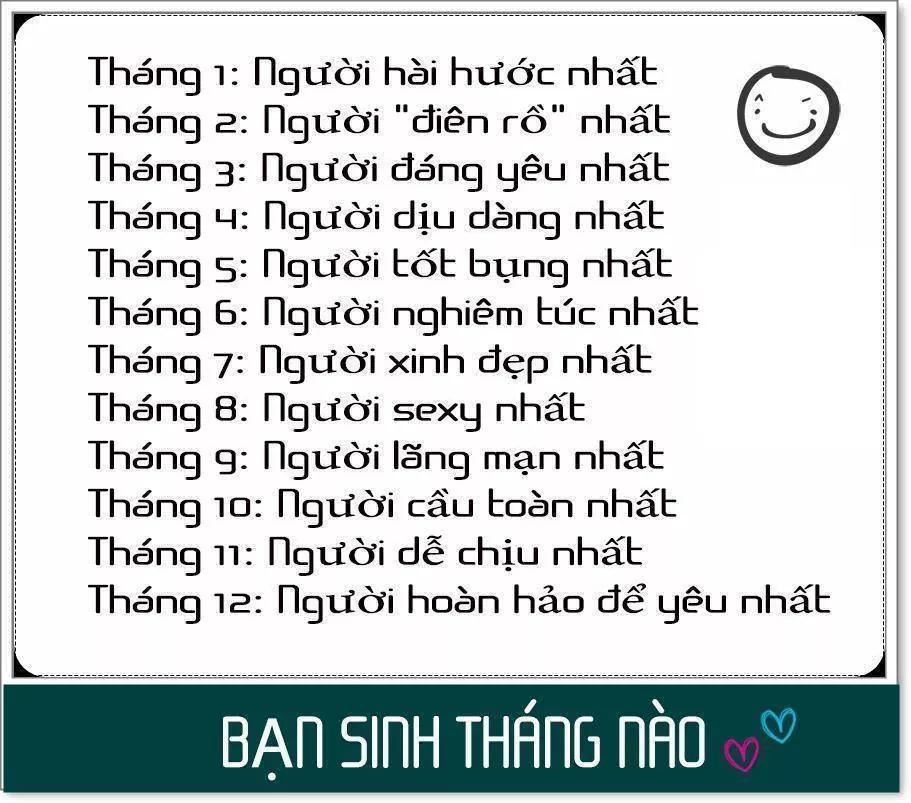 Tháng 1: Người hài hước nhất
Tháng 2: Người "điên rồ" nhất
Tháng 3: Người đáng yêu nhất
Tháng 4: Người dịu dàng nhất
Tháng 5: Người tốt bụng nhất
Tháng 6: Người nghiêm túc nhất
Tháng 7: Người xinh đẹp nhất
Tháng 8: Người sexy nhất
Tháng 9: Người lãng mạn nhất
Tháng 10: Người cầu toàn nhất
Tháng 11: Người dễ chịu nhất
Tháng 12: Người hoàn hảo để yêu nhất
BẠN SINH THÁNG NÀO